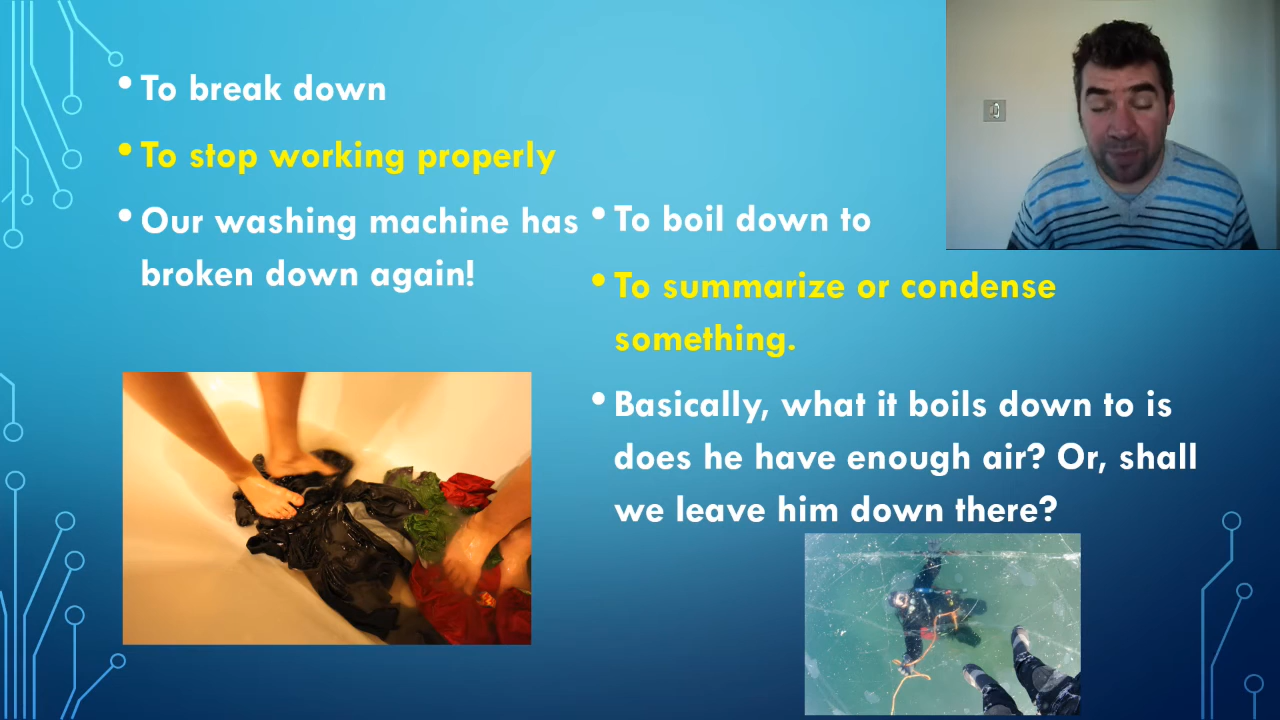 • To break down
• To stop working properly
• Our washing machine has
broken down again!
• To boil down to
• To summarize or condense
something.
• Basically, what it boils down to is
does he have enough air? Or, shall
we leave him down there?